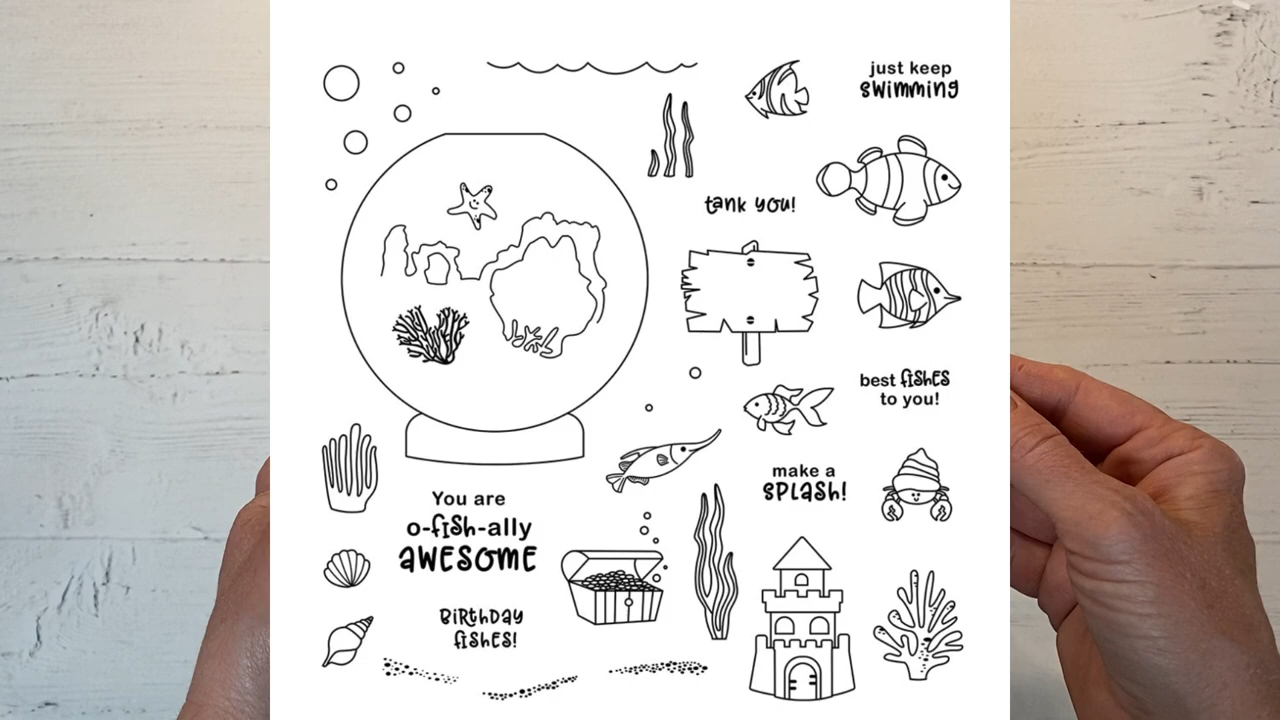 just keep
swimming
tank you!
best fishes
to you!
make a
splash!
You are
o-fish-ally
awesome
Birthday
fishes!